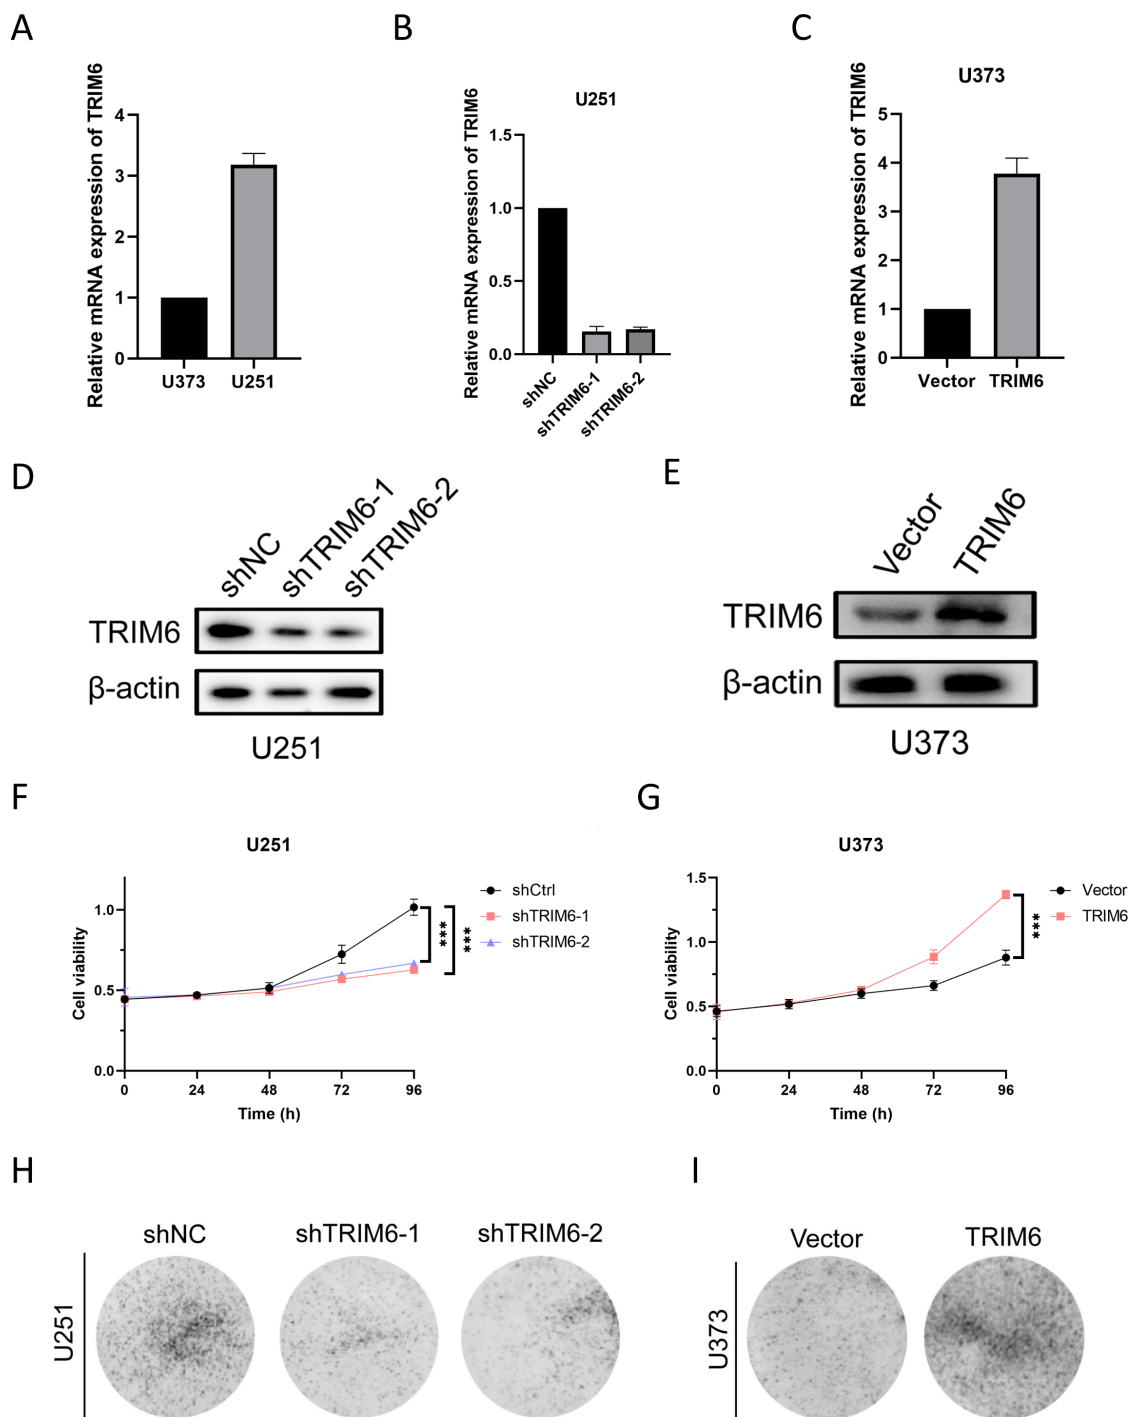 A
B
C
Relative mRNA expression of TRIM6
4
3
2
1
0
U373
U251
U251
Relative mRNA expression of TRIM6
1.5
1.0
0.5
0.0
shNC
shTRIM6-1
shTRIM6-2
U373
Relative mRNA expression of TRIM6
5
4
3
2
1
0
Vector
TRIM6
D
shNC
shTRIM6-1
shTRIM6-2
TRIM6
β-actin
U251
E
Vector
TRIM6
TRIM6
β-actin
U373
F
U251
Cell viability
1.0
0.5
0.0
0
24
48
72
96
Time (h)
shCtrl
shTRIM6-1
shTRIM6-2
***
***
G
U373
Cell viability
1.5
1.0
0.5
0.0
0
24
48
72
96
Time (h)
Vector
TRIM6
***
H
shNC
shTRIM6-1
shTRIM6-2
U251
I
Vector
TRIM6
U373